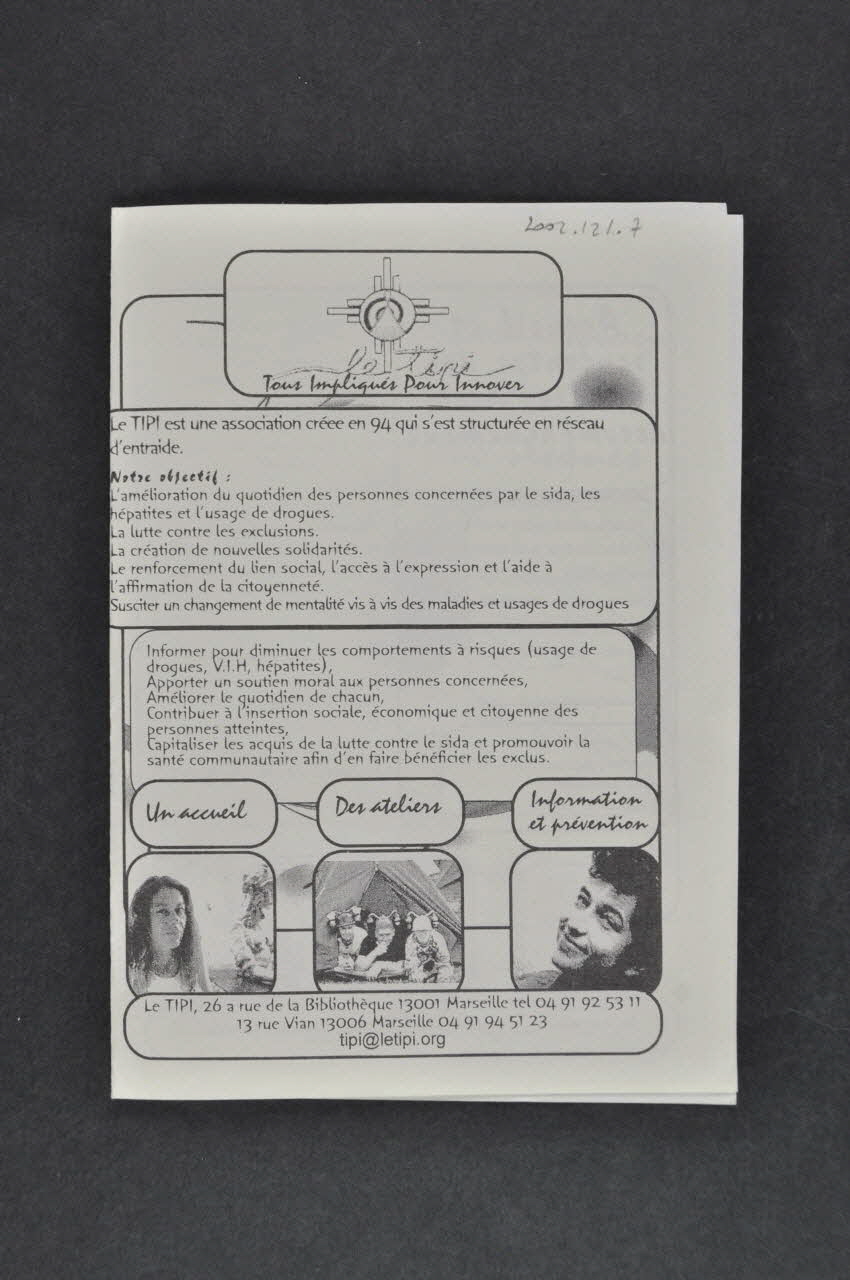 2002.121.7
Le Tipi
Tous Impliqués Pour Innover
Le TIPI est une association créee en 94 qui s'est structurée en réseau
d'entraide.
Notre objectif :
L'amélioration du quotidien des personnes concernées par le sida, les
hépatites et l'usage de drogues.
La lutte contre les exclusions.
La création de nouvelles solidarités.
Le renforcement du lien social, l'accès à l'expression et l'aide à
l'affirmation de la citoyenneté.
Susciter un changement de mentalité vis à vis des maladies et usages de drogues
Informer pour diminuer les comportements à risques (usage de
drogues, V.I.H, hépatites),
Apporter un soutien moral aux personnes concernées,
Améliorer le quotidien de chacun,
Contribuer à l'insertion sociale, économique et citoyenne des
personnes atteintes,
Capitaliser les acquis de la lutte contre le sida et promouvoir la
santé communautaire afin d'en faire bénéficier les exclus.
Un accueil
Des ateliers
Information
et prévention
Le TIPI, 26 a rue de la Bibliothèque 13001 Marseille tel 04 91 92 53 11
13 rue Vian 13006 Marseille 04 91 94 51 23
tipi@letipi.org